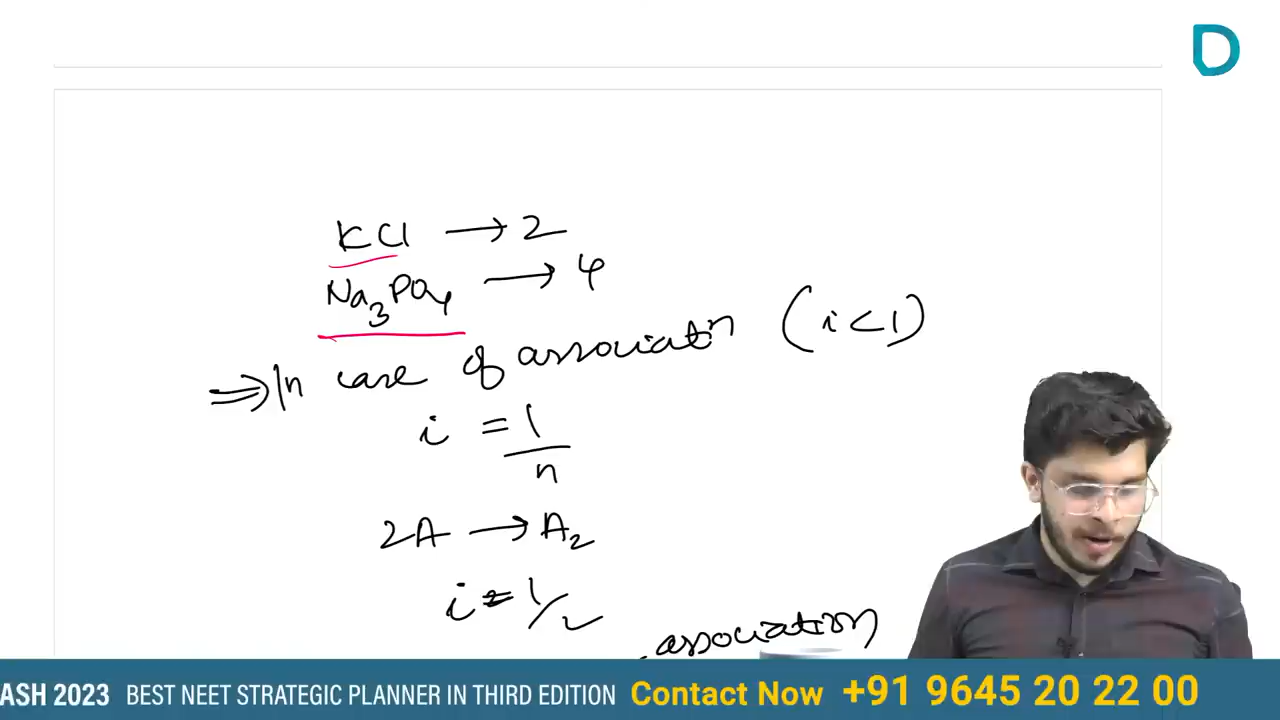 D
KCl → 2
Na₃PO₄ → 4
⇒ In case of associatn (i<1)
i = 1/n
2A → A₂
i = 1/2
association
ASH 2023 BEST NEET STRATEGIC PLANNER IN THIRD EDITION Contact Now +91 9645 20 22 00